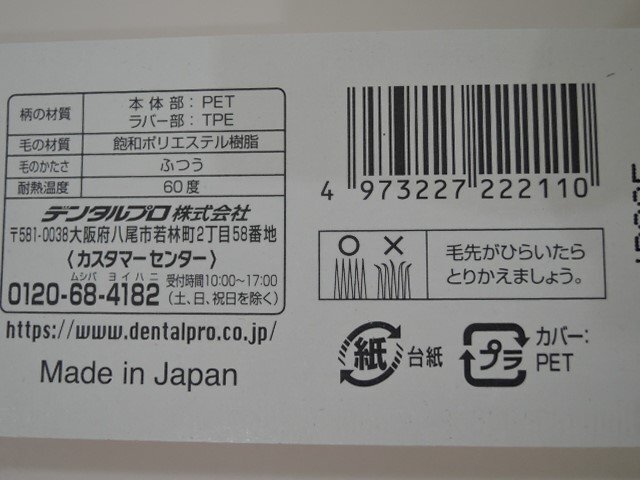 柄の材質
本体部：PET
ラバー部：TPE
毛の材質 飽和ポリエステル樹脂
毛のかたさ ふつう
耐熱温度 60度
デンタルプロ株式会社
〒581-0038大阪府八尾市若林町2丁目58番地
〈カスタマーセンター〉
ムシバ ヨイハニ
0120-68-4182 受付時間10:00〜17:00
(土、日、祝日を除く)
https://www.dentalpro.co.jp/
Made in Japan
4 973227 222110
○ ×
毛先がひらいたら
とりかえましょう。
紙 台紙
プラ カバー：
PET